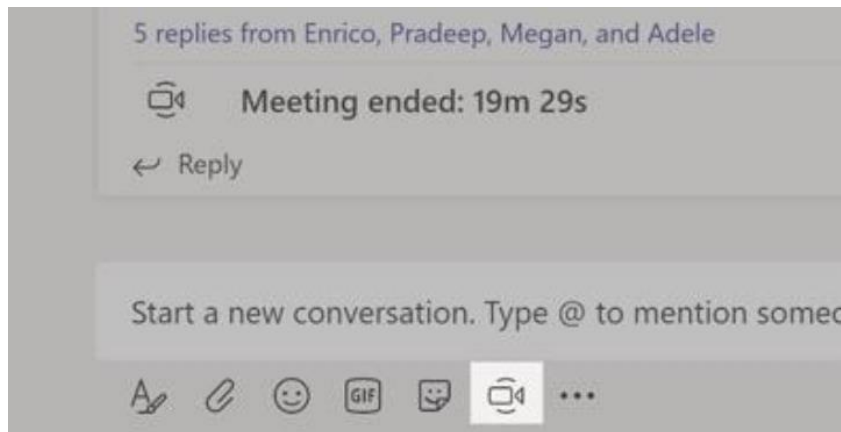 5 replies from Enrico, Pradeep, Megan, and Adele
Meeting ended: 19m 29s
Reply
Start a new conversation. Type @ to mention
GIF